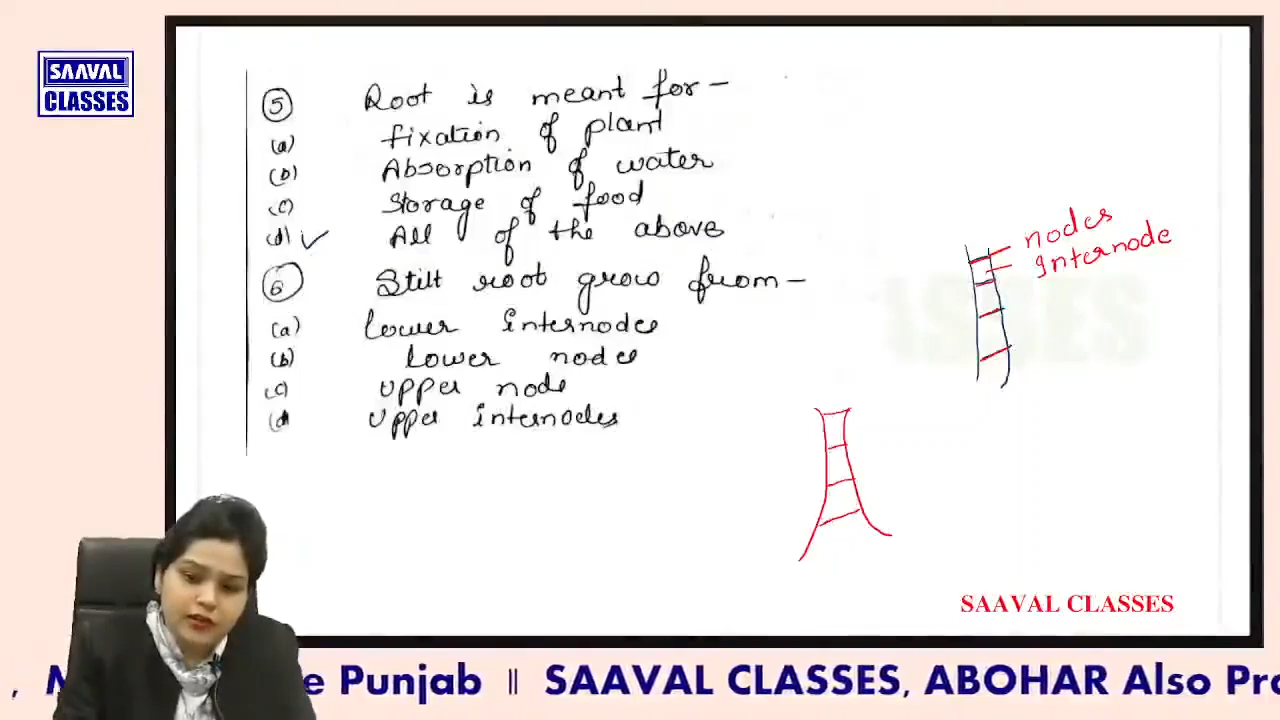 SAAVAL
CLASSES
5 Root is meant for -
(a) fixation of plant
(b) Absorption of water
(c) Storage of food
(d) ✓ All of the above
6 Stilt root grow from -
(a) lower internodes
(b) lower nodes
(c) upper node
(d) upper internodes
nodes
Internode
ASSES
SAAVAL CLASSES
, M e Punjab || SAAVAL CLASSES, ABOHAR Also Pro